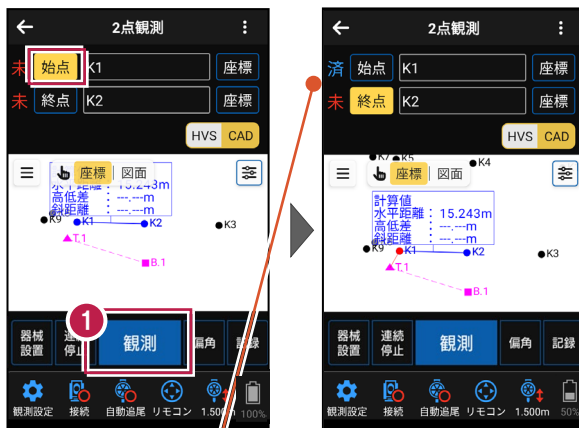 2点観測
未 始点 K1 座標
未 終点 K2 座標
HVS CAD
座標 図面
水平距離 : 15.243m
高低差 : ---.---m
斜距離 : ---.---m
K9 K1 K2 K3
T.1
B.1
1
器械設置 連続停止 観測 偏角 記録
観測設定 接続 自動追尾 リモコン 1.500m 100%
2点観測
済 始点 K1 座標
未 終点 K2 座標
HVS CAD
K7 K5 K4
座標 図面
計算値
水平距離 : 15.243m
高低差 : ---.---m
斜距離 : ---.---m
K9 K1 K2 K3
T.1
B.1
器械設置 連続停止 観測 偏角 記録
観測設定 接続 自動追尾 リモコン 1.500m 50%